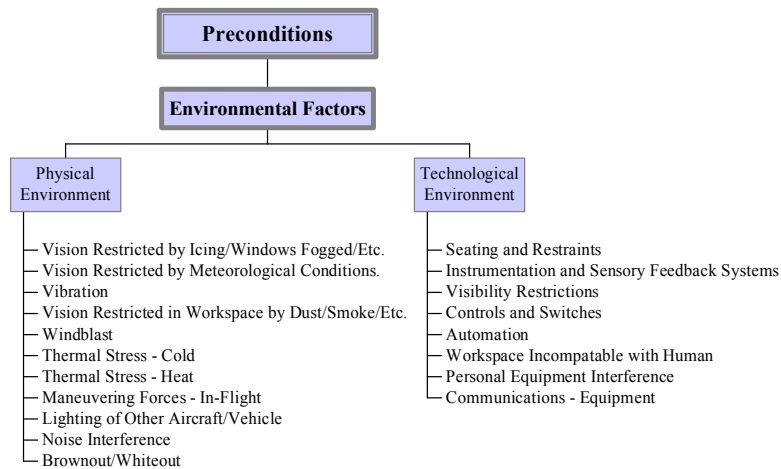 Preconditions
Environmental Factors
Physical
Environment
Vision Restricted by Icing/Windows Fogged/Etc.
Vision Restricted by Meteorological Conditions.
Vibration
Vision Restricted in Workspace by Dust/Smoke/Etc.
Windblast
Thermal Stress - Cold
Thermal Stress - Heat
Maneuvering Forces - In-Flight
Lighting of Other Aircraft/Vehicle
Noise Interference
Brownout/Whiteout
Technological
Environment
Seating and Restraints
Instrumentation and Sensory Feedback Systems
Visibility Restrictions
Controls and Switches
Automation
Workspace Incompatable with Human
Personal Equipment Interference
Communications - Equipment